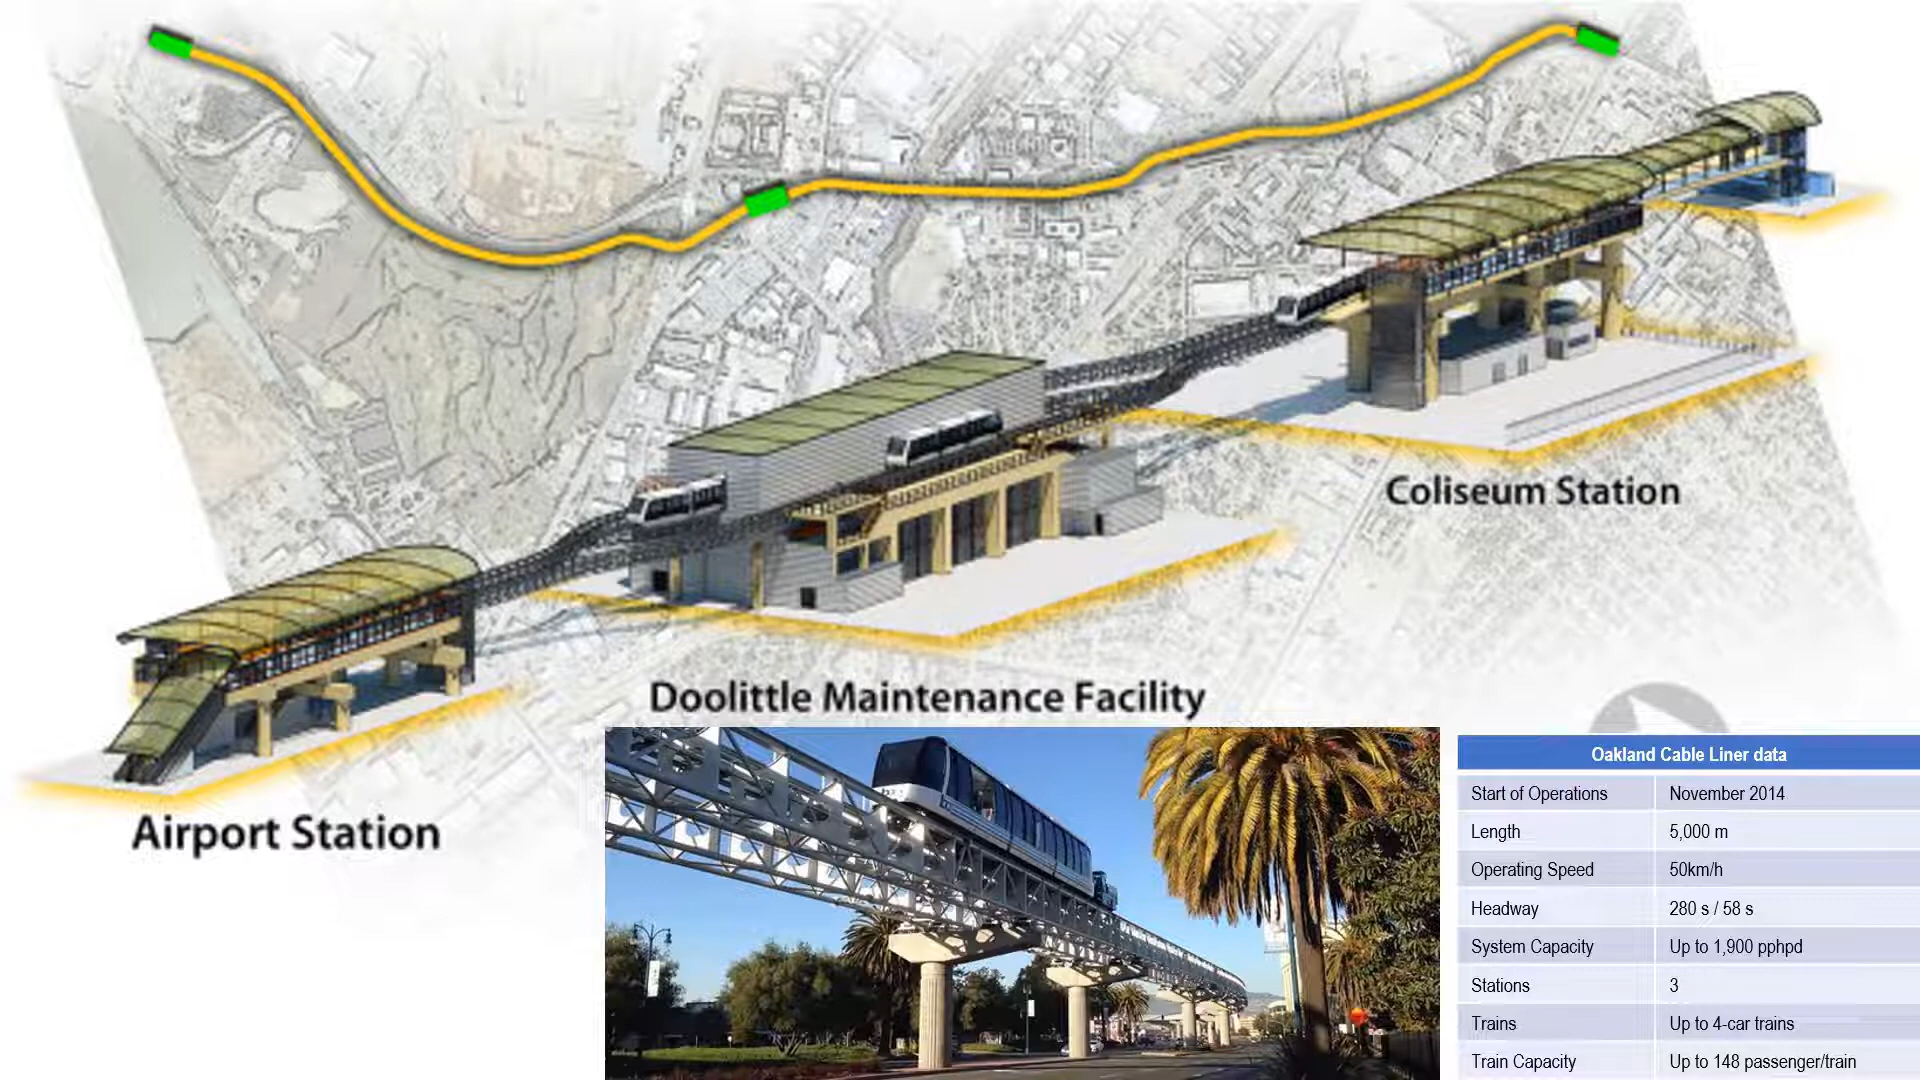 Coliseum Station
Doolittle Maintenance Facility
Airport Station
Oakland Cable Liner data
Start of Operations November 2014
Length 5,000 m
Operating Speed 50km/h
Headway 280 s / 58 s
System Capacity Up to 1,900 pphpd
Stations 3
Trains Up to 4-car trains
Train Capacity Up to 148 passenger/train